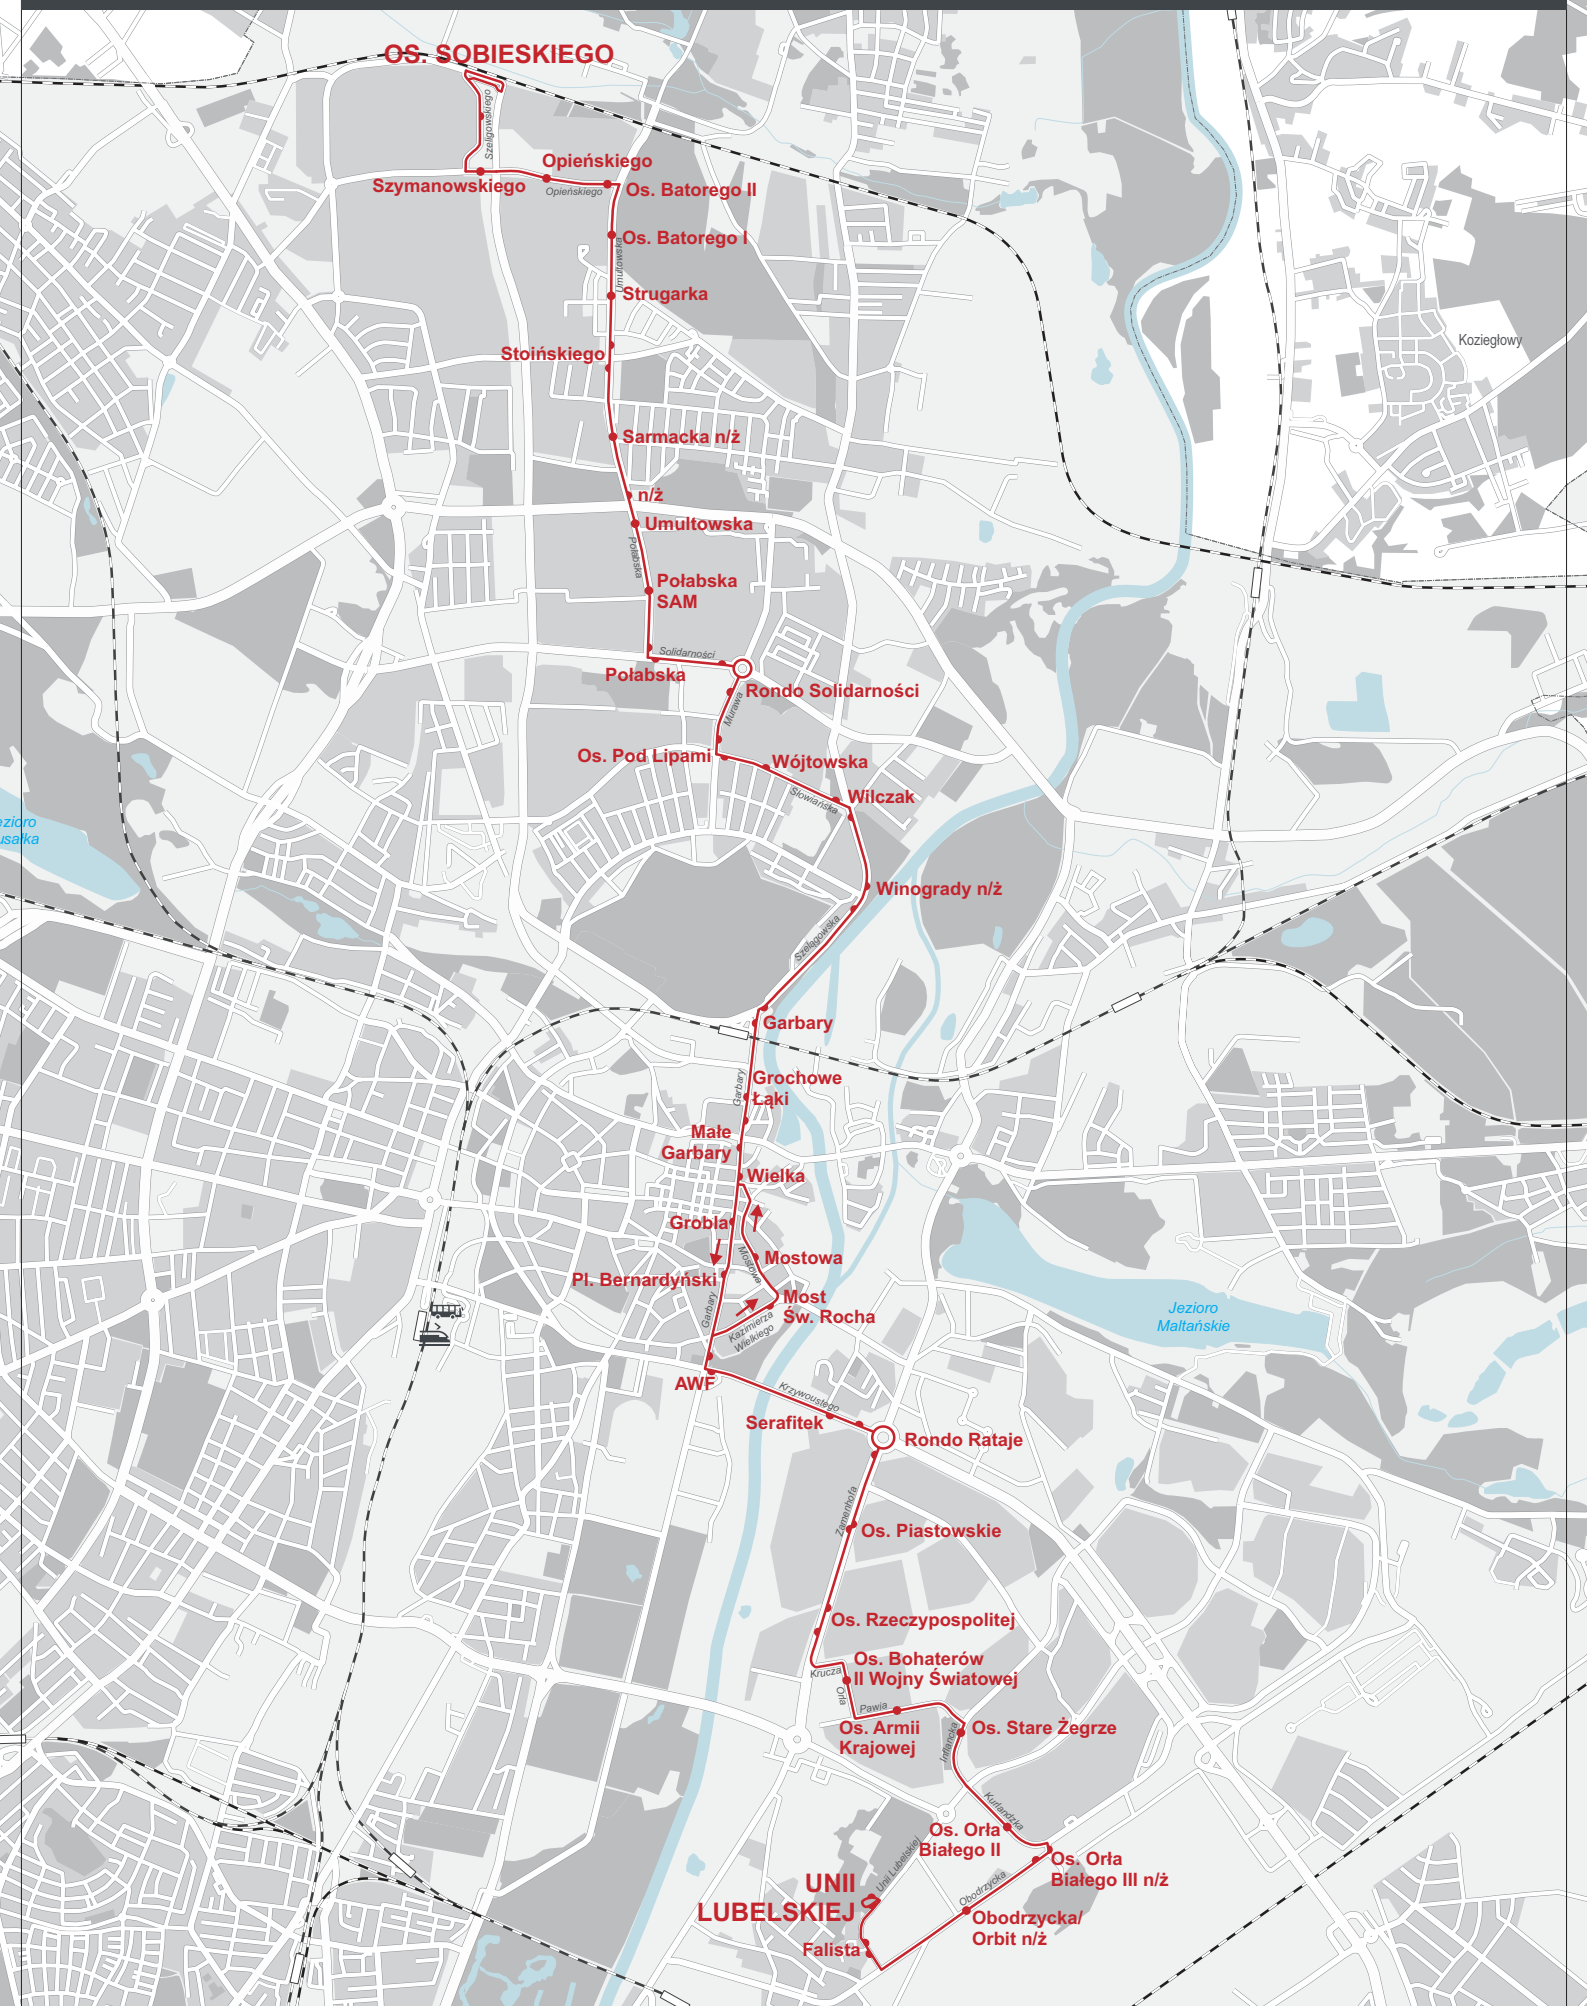 OS. SOBIESKIEGO
Szeligowskiego
Opieńskiego
Szymanowskiego
Opieńskiego
Os. Batorego II
Os. Batorego I
Umultowska
Strugarka
Koziegłowy
Stoińskiego
Sarmacka n/ż
n/ż
Umultowska
Połabska
Połabska
SAM
Solidarności
Połabska
Rondo Solidarności
Murawa
Os. Pod Lipami
Wójtowska
Słowiańska
Wilczak
ezioro
usałka
Winogrady n/ż
Szelągowska
Garbary
Garbary
Grochowe
Łąki
Małe
Garbary
Wielka
Grobla
Mostowa
Mostowa
Pl. Bernardyński
Most
Św. Rocha
Garbary
Kazimierza
Wielkiego
Jezioro
Maltańskie
AWF
Krzywoustego
Serafitek
Rondo Rataje
Zamenhofa
Os. Piastowskie
Os. Rzeczypospolitej
Os. Bohaterów
II Wojny Światowej
Krucza
Orla
Pawia
Os. Armii
Krajowej
Os. Stare Żegrze
Inflancka
Kurlandzka
Os. Orła
Białego II
Os. Orła
Białego III n/ż
Unii Lubelskiej
UNII
LUBELSKIEJ
Obodrzycka
Obodrzycka/
Orbit n/ż
Falista